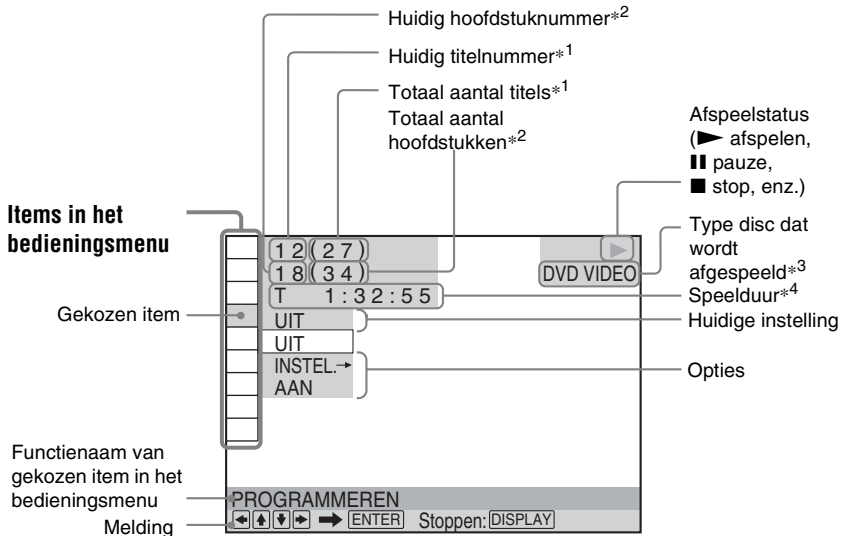 Huidig hoofdstuknummer*2
Huidig titelnummer*1
Totaal aantal titels*1
Totaal aantal
hoofdstukken*2
Afspeelstatus
(► afspelen,
❚❚ pauze,
■ stop, enz.)
Items in het
bedieningsmenu
Type disc dat
wordt
afgespeeld*3
12(27)
18(34)
DVD VIDEO
T 1:32:55
Speelduur*4
Gekozen item
UIT
Huidige instelling
UIT
INSTEL.→
AAN
Opties
Functienaam van
gekozen item in het
bedieningsmenu
PROGRAMMEREN
Melding
←↑↓→ ➡ ENTER Stoppen: DISPLAY